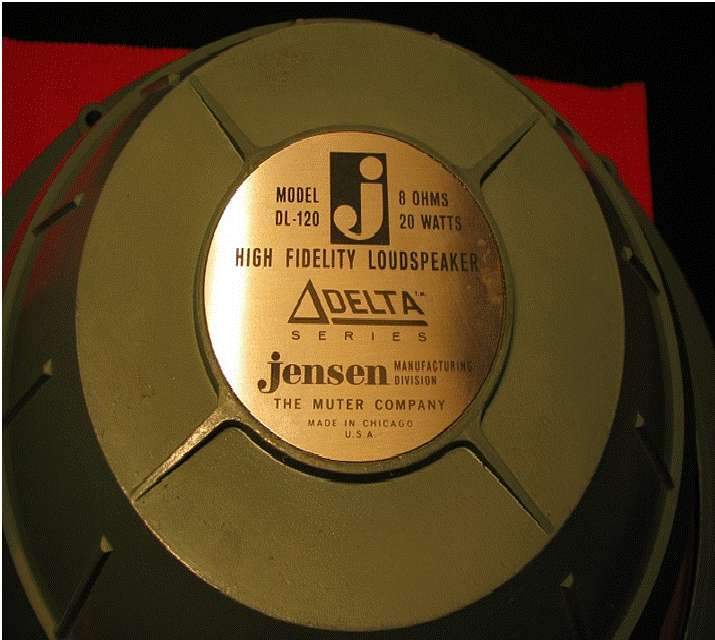 MODEL j 8 OHMS
DL-120 20 WATTS
HIGH FIDELITY LOUDSPEAKER
DELTA T.M.
SERIES
jensen MANUFACTURING DIVISION
THE MUTER COMPANY
MADE IN CHICAGO
U.S.A.